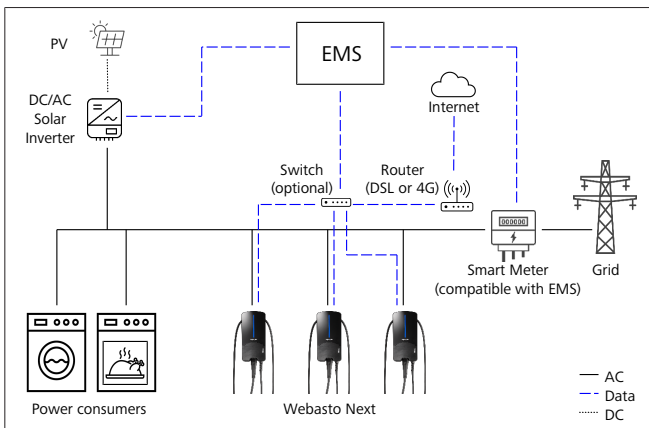 PV
EMS
DC/AC
Solar
Inverter
Internet
Switch
(optional)
Router
(DSL or 4G)
000000
Smart Meter
(compatible with EMS)
Grid
Power consumers
Webasto Next
AC
Data
DC